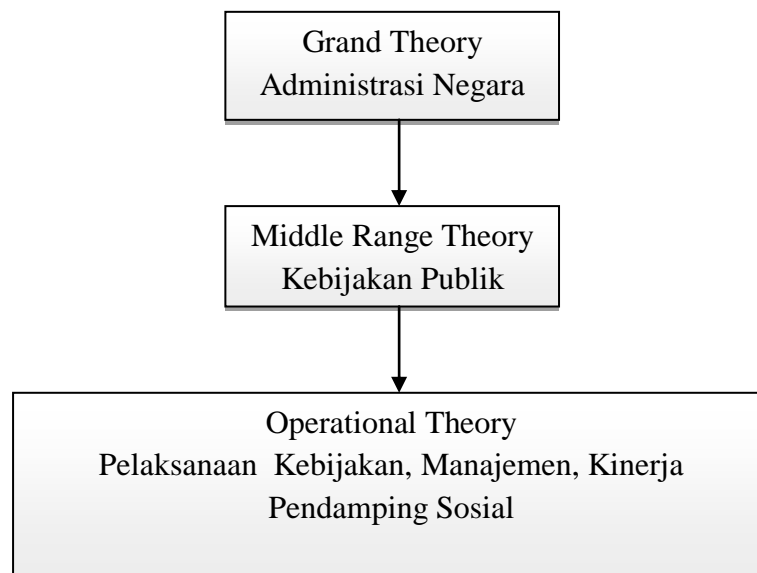 Grand Theory
Administrasi Negara
Middle Range Theory
Kebijakan Publik
Operational Theory
Pelaksanaan Kebijakan, Manajemen, Kinerja
Pendamping Sosial